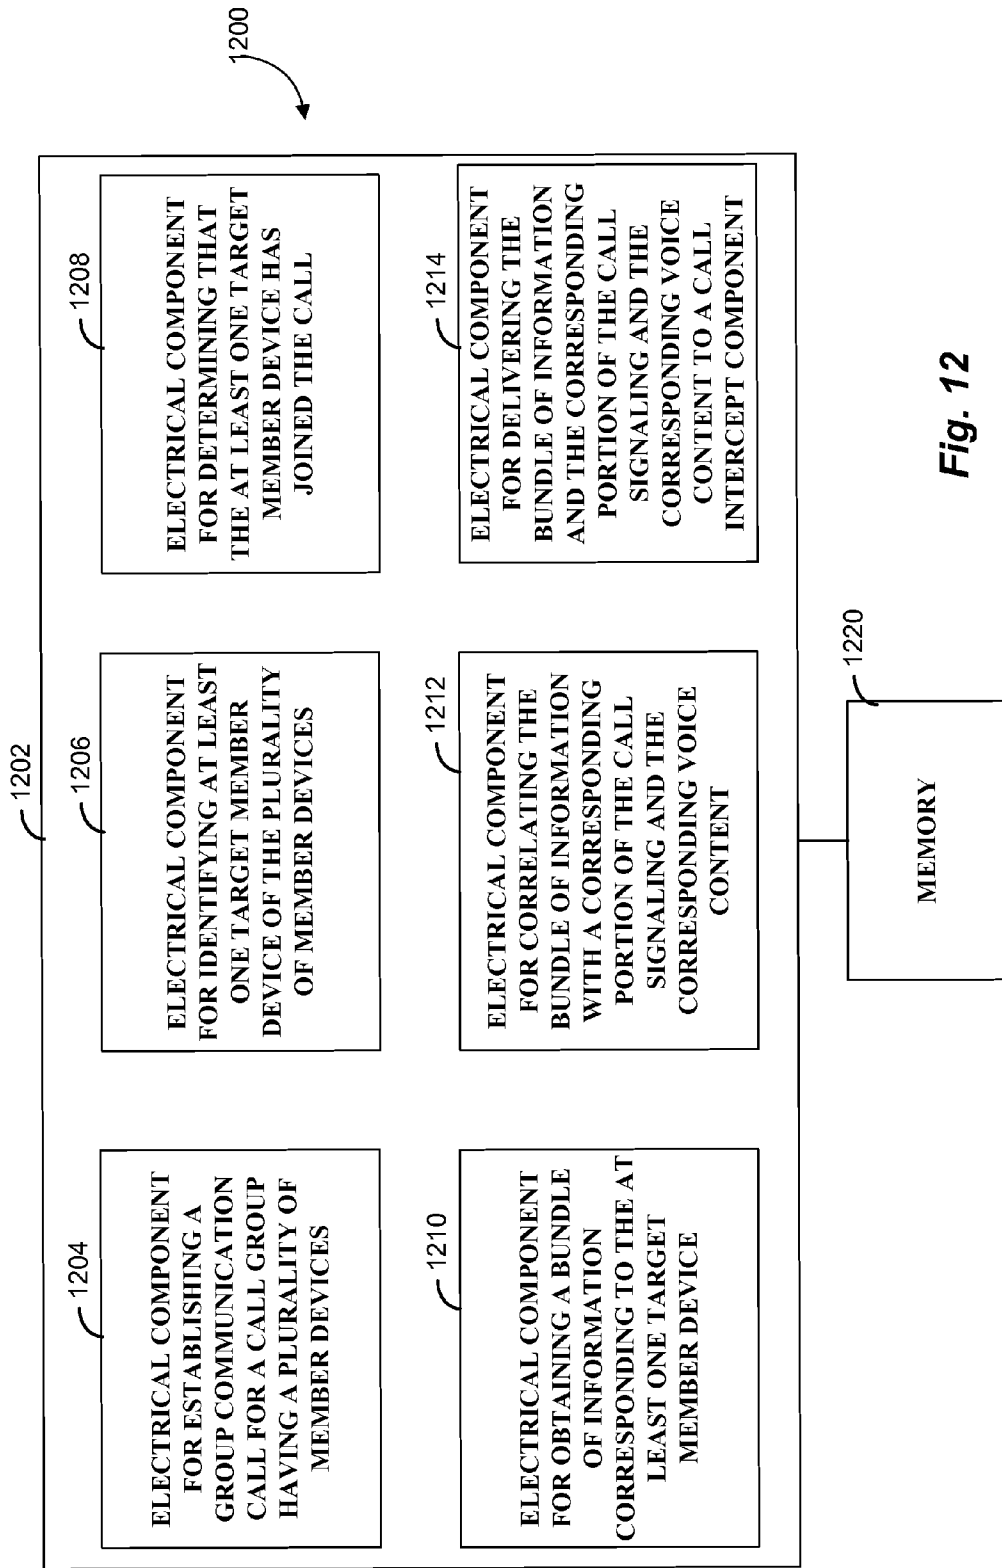 1200
1202
1204
ELECTRICAL COMPONENT
FOR ESTABLISHING A
GROUP COMMUNICATION
CALL FOR A CALL GROUP
HAVING A PLURALITY OF
MEMBER DEVICES
1206
ELECTRICAL COMPONENT
FOR IDENTIFYING AT LEAST
ONE TARGET MEMBER
DEVICE OF THE PLURALITY
OF MEMBER DEVICES
1208
ELECTRICAL COMPONENT
FOR DETERMINING THAT
THE AT LEAST ONE TARGET
MEMBER DEVICE HAS
JOINED THE CALL
1210
ELECTRICAL COMPONENT
FOR OBTAINING A BUNDLE
OF INFORMATION
CORRESPONDING TO THE AT
LEAST ONE TARGET
MEMBER DEVICE
1212
ELECTRICAL COMPONENT
FOR CORRELATING THE
BUNDLE OF INFORMATION
WITH A CORRESPONDING
PORTION OF THE CALL
SIGNALING AND THE
CORRESPONDING VOICE
CONTENT
1214
ELECTRICAL COMPONENT
FOR DELIVERING THE
BUNDLE OF INFORMATION
AND THE CORRESPONDING
PORTION OF THE CALL
SIGNALING AND THE
CORRESPONDING VOICE
CONTENT TO A CALL
INTERCEPT COMPONENT
1220
MEMORY
Fig. 12